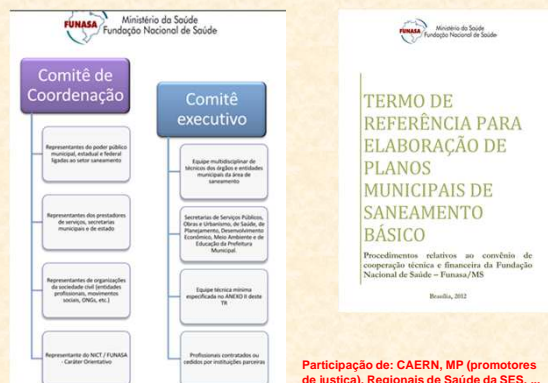 FUNASA
Ministério da Saúde
Fundação Nacional de Saúde
Comitê de
Coordenação
Representantes do poder público
municipal, estadual e federal
ligadas ao setor saneamento
Representantes dos prestadores
de serviços, secretarias
municipais e de estado
Representantes de organizações
da sociedade civil (entidades
profissionais, movimentos
sociais, ONGs, etc.)
Representante do NICT / FUNASA
- Caráter Orientativo
Comitê
executivo
Equipe multidisciplinar de
técnicos dos órgãos e entidades
municipais da área de
saneamento
Secretarias de Serviços Públicos,
Obras e Urbanismo, de Saúde, de
Planejamento, Desenvolvimento
Econômico, Meio Ambiente e de
Educação da Prefeitura
Municipal.
Equipe técnica mínima
especificada no ANEXO II deste
TR
Profissionais contratados ou
cedidos por instituições parceiras
FUNASA
Ministério da Saúde
Fundação Nacional de Saúde
TERMO DE
REFERÊNCIA PARA
ELABORAÇÃO DE
PLANOS
MUNICIPAIS DE
SANEAMENTO
BÁSICO
Procedimentos relativos ao convênio de
cooperação técnica e financeira da Fundação
Nacional de Saúde – Funasa/MS
Brasília, 2012
Participação de: CAERN, MP (promotores
de justiça), Regionais de Saúde da SES, ...